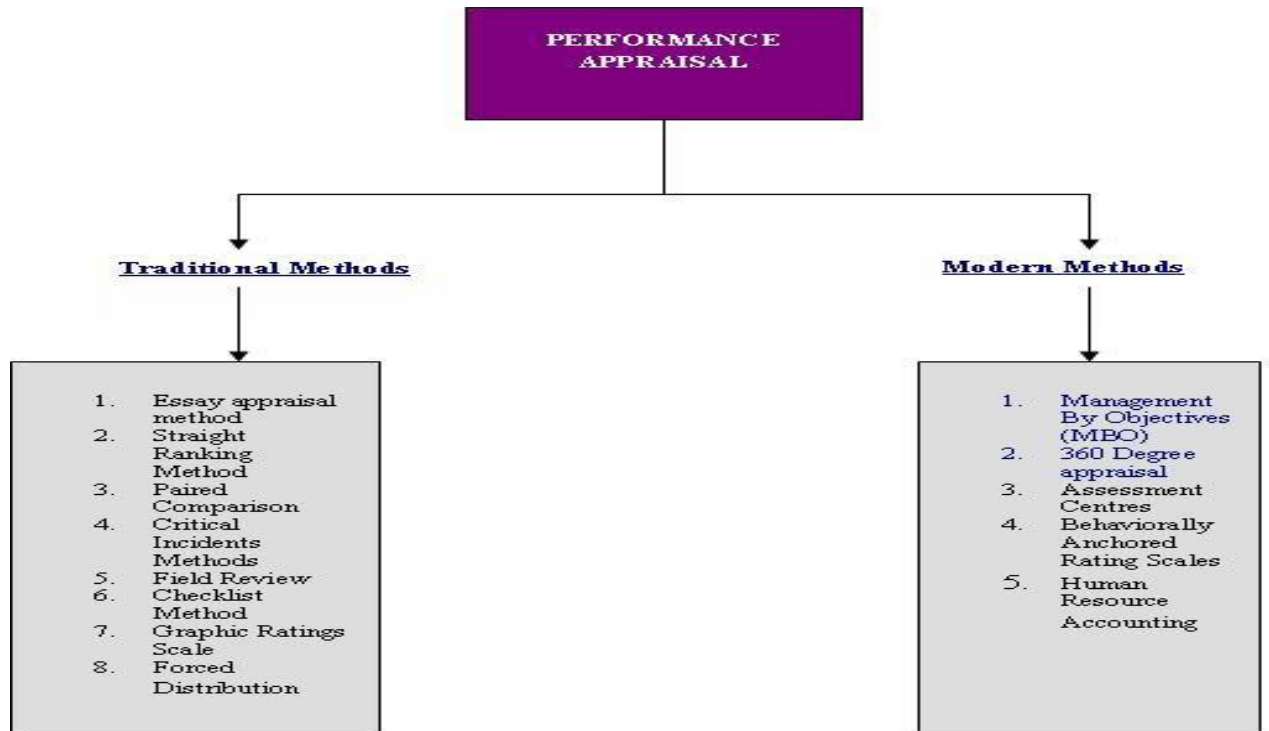 PERFORMANCE
APPRAISAL
Traditional Methods
1. Essay appraisal
method
2. Straight
Ranking
Method
3. Paired
Comparison
4. Critical
Incidents
Methods
5. Field Review
6. Checklist
Method
7. Graphic Ratings
Scale
8. Forced
Distribution
Modern Methods
1. Management
By Objectives
(MBO)
2. 360 Degree
appraisal
3. Assessment
Centres
4. Behaviorally
Anchored
Rating Scales
5. Human
Resource
Accounting